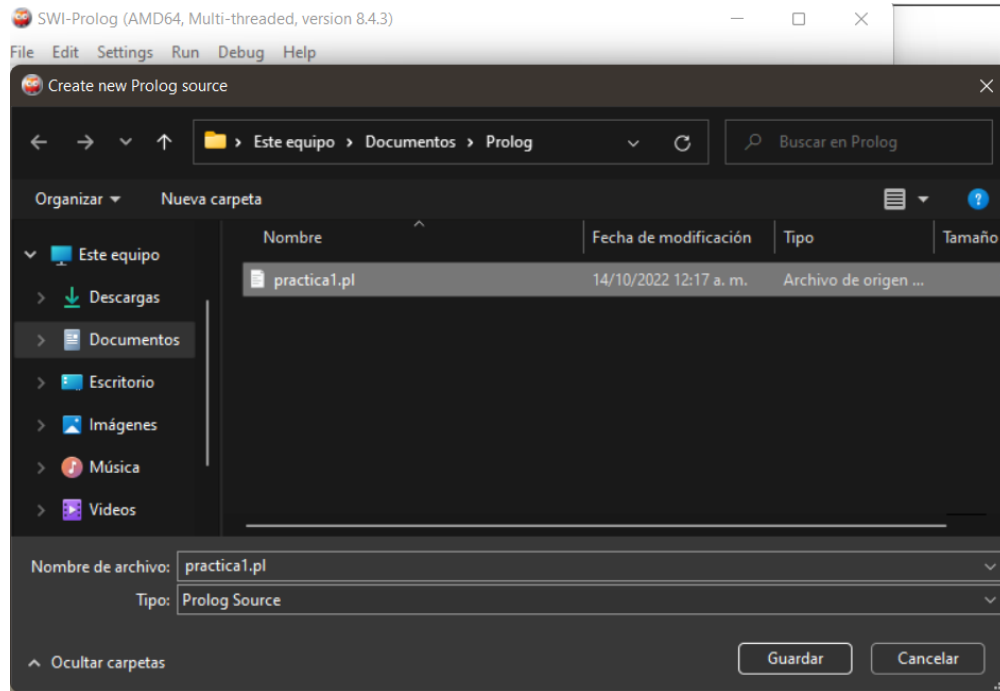 SWI-Prolog (AMD64, Multi-threaded, version 8.4.3)
File Edit Settings Run Debug Help
Create new Prolog source
Este equipo > Documentos > Prolog
Buscar en Prolog
Organizar Nueva carpeta
Nombre Fecha de modificación Tipo Tamaño
Este equipo
practica1.pl 14/10/2022 12:17 a. m. Archivo de origen ...
Descargas
Documentos
Escritorio
Imágenes
Música
Videos
Nombre de archivo: practica1.pl
Tipo: Prolog Source
Ocultar carpetas
Guardar Cancelar